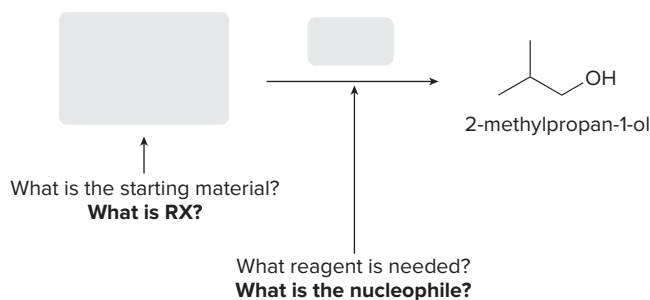 OH
2-methylpropan-1-ol
What is the starting material?
What is RX?
What reagent is needed?
What is the nucleophile?